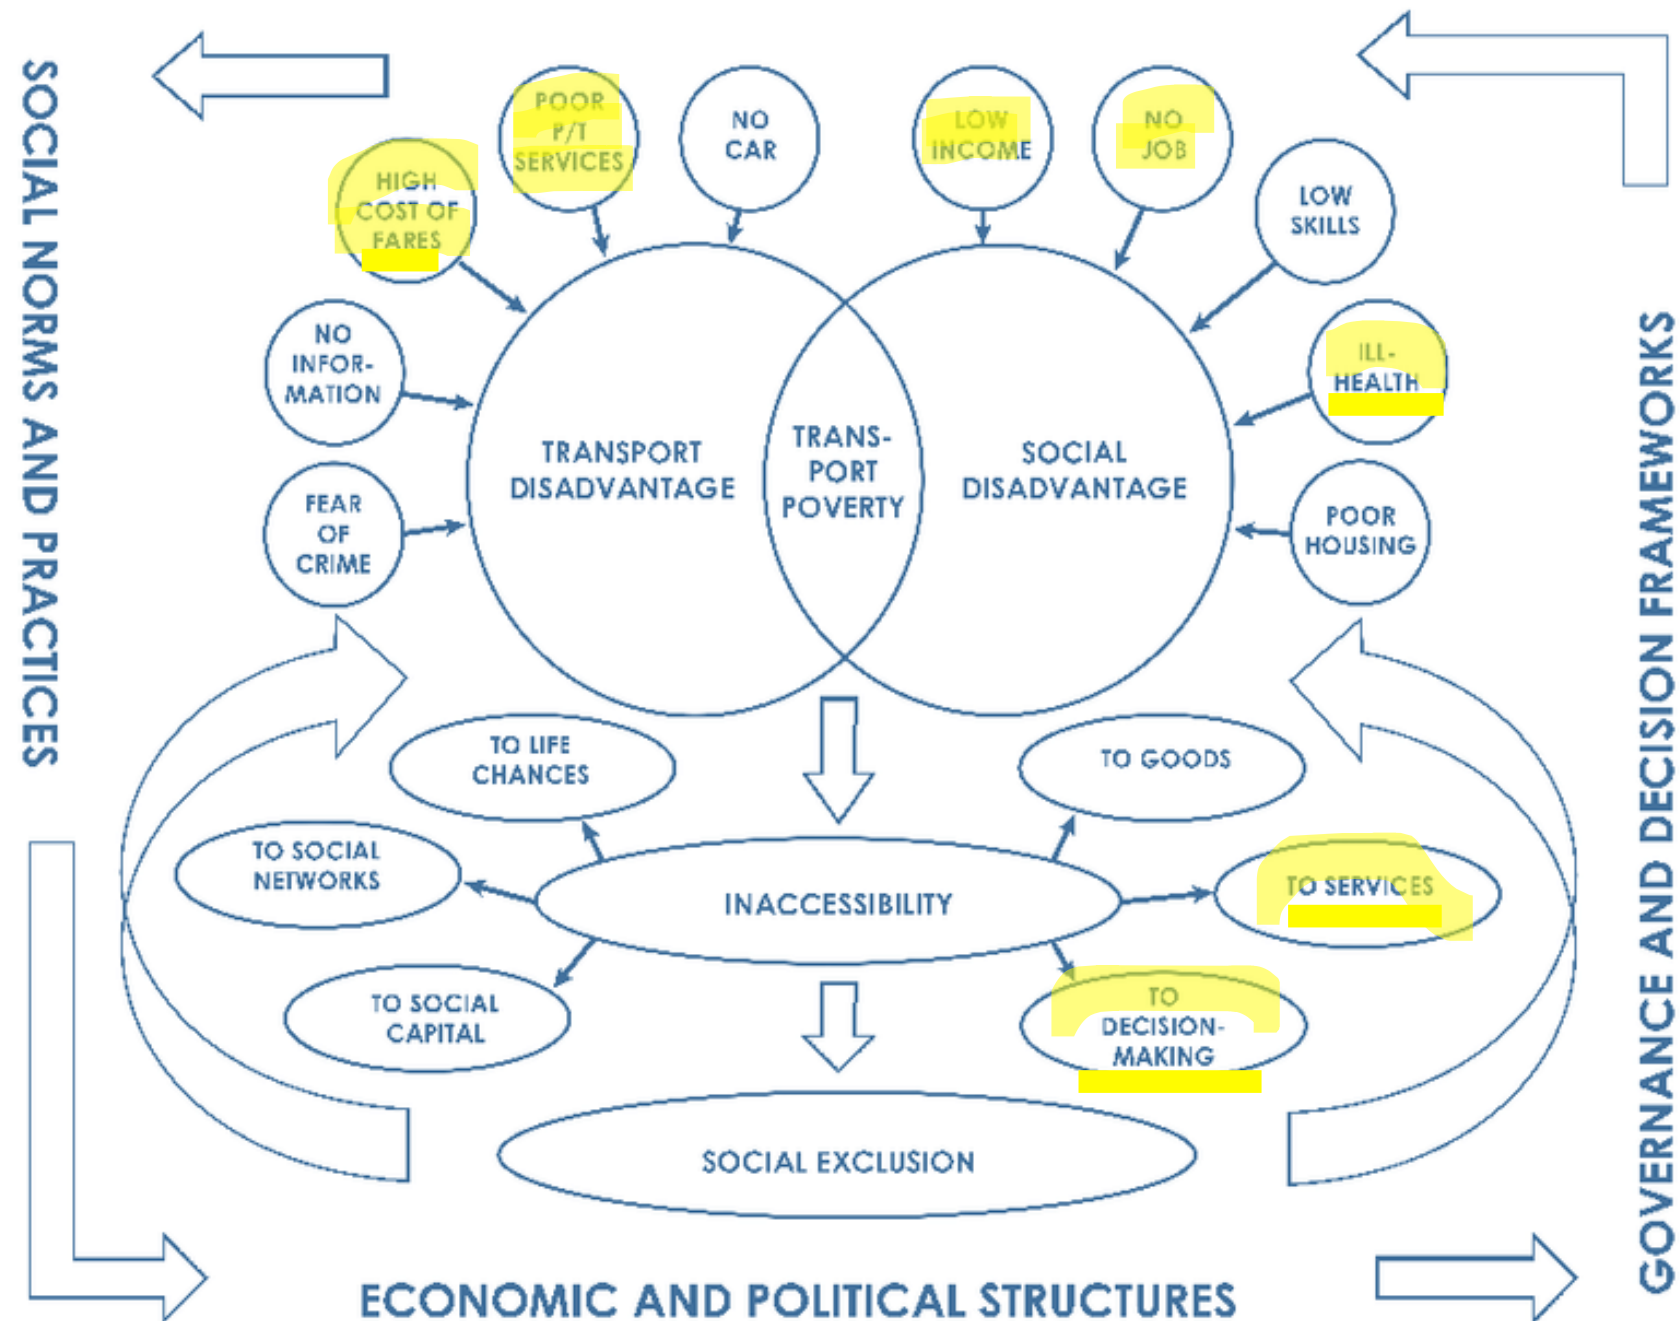 SOCIAL NORMS AND PRACTICES
POOR
P/T
SERVICES
NO
CAR
LOW
INCOME
NO
JOB
HIGH
COST OF
FARES
LOW
SKILLS
NO
INFOR-
MATION
ILL-
HEALTH
FEAR
OF
CRIME
POOR
HOUSING
TRANSPORT
DISADVANTAGE
TRANS-
PORT
POVERTY
SOCIAL
DISADVANTAGE
GOVERNANCE AND DECISION FRAMEWORKS
TO LIFE
CHANCES
TO GOODS
TO SOCIAL
NETWORKS
INACCESSIBILITY
TO SERVICES
TO SOCIAL
CAPITAL
TO
DECISION-
MAKING
SOCIAL EXCLUSION
ECONOMIC AND POLITICAL STRUCTURES